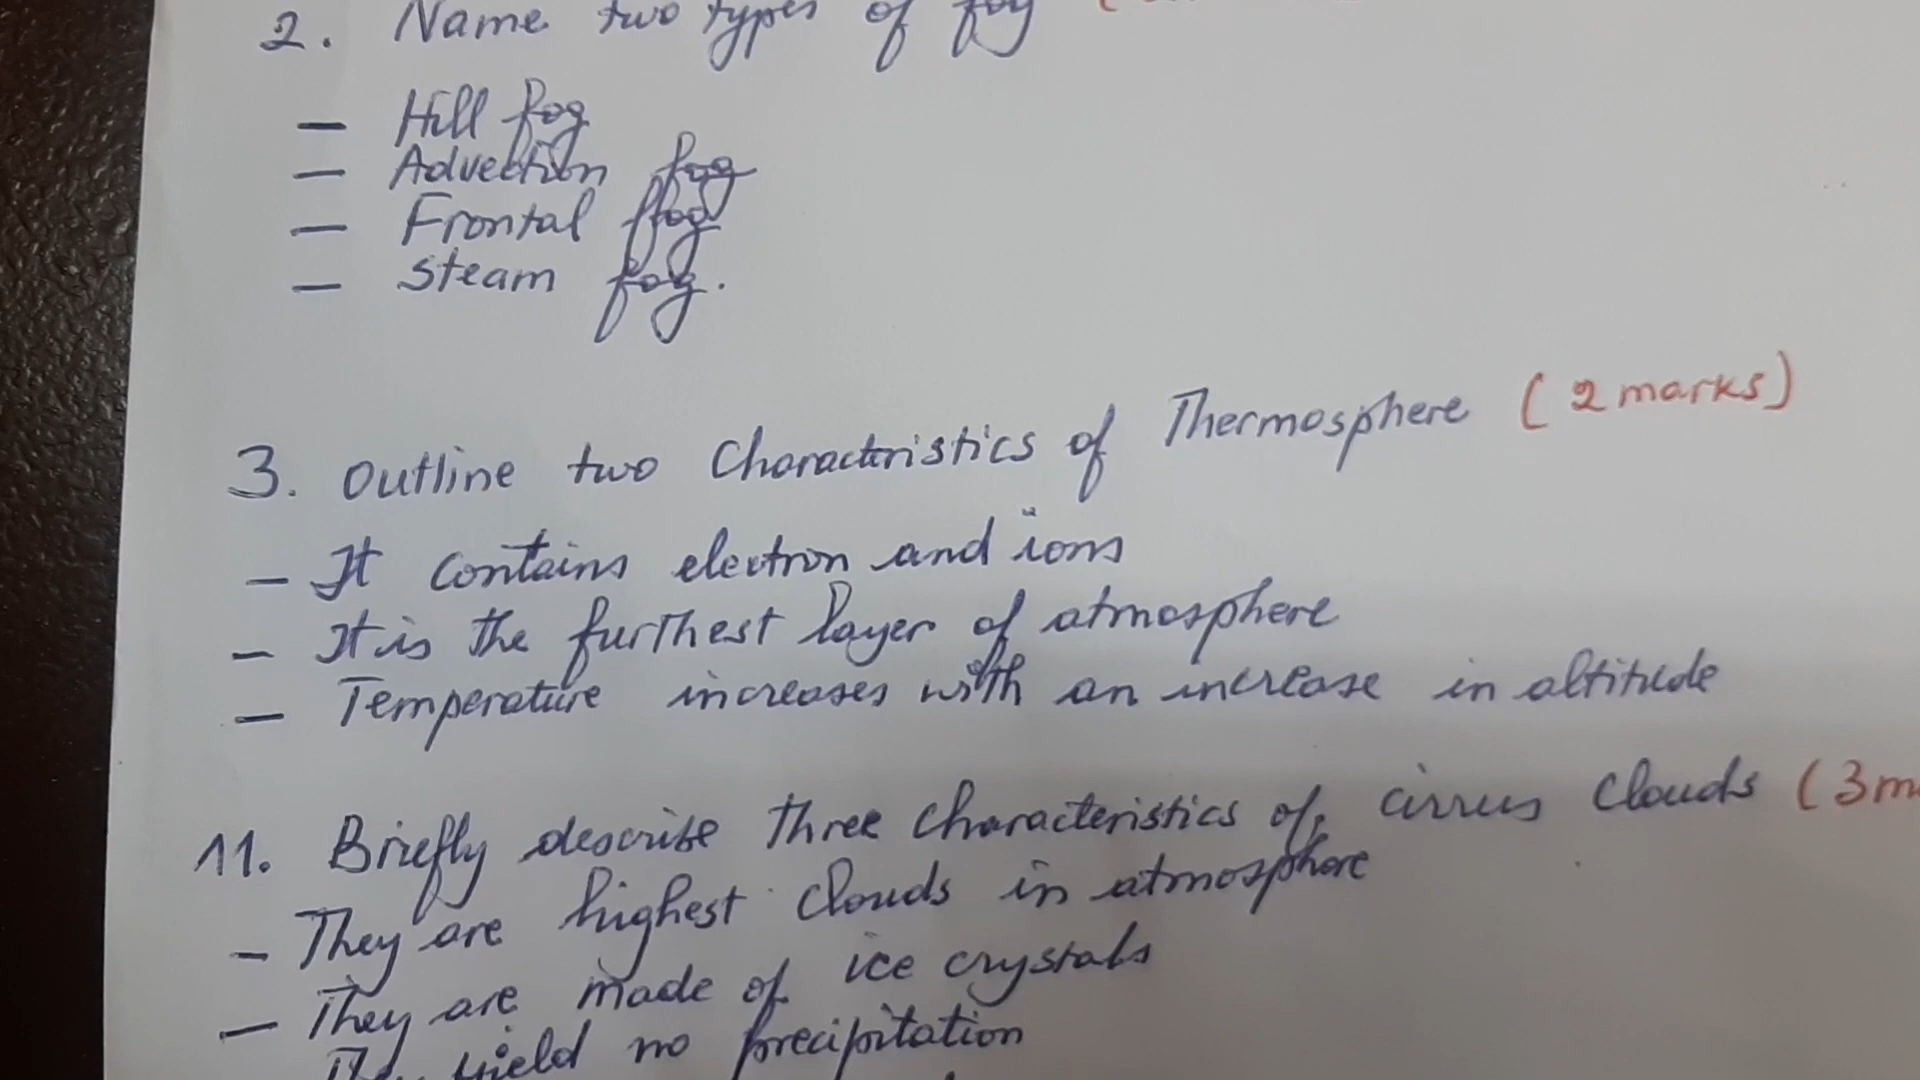 2. Name two types of fog
- Hill fog
- Advection fog
- Frontal fog
- Steam fog.
3. Outline two Characteristics of Thermosphere (2 marks)
- It contains electron and ions
- It is the furthest layer of atmosphere
- Temperature increases with an increase in altitude
11. Briefly describe three characteristics of cirrus clouds (3m
- They are highest clouds in atmosphere
- They are made of ice crystals
They yield no precipitation